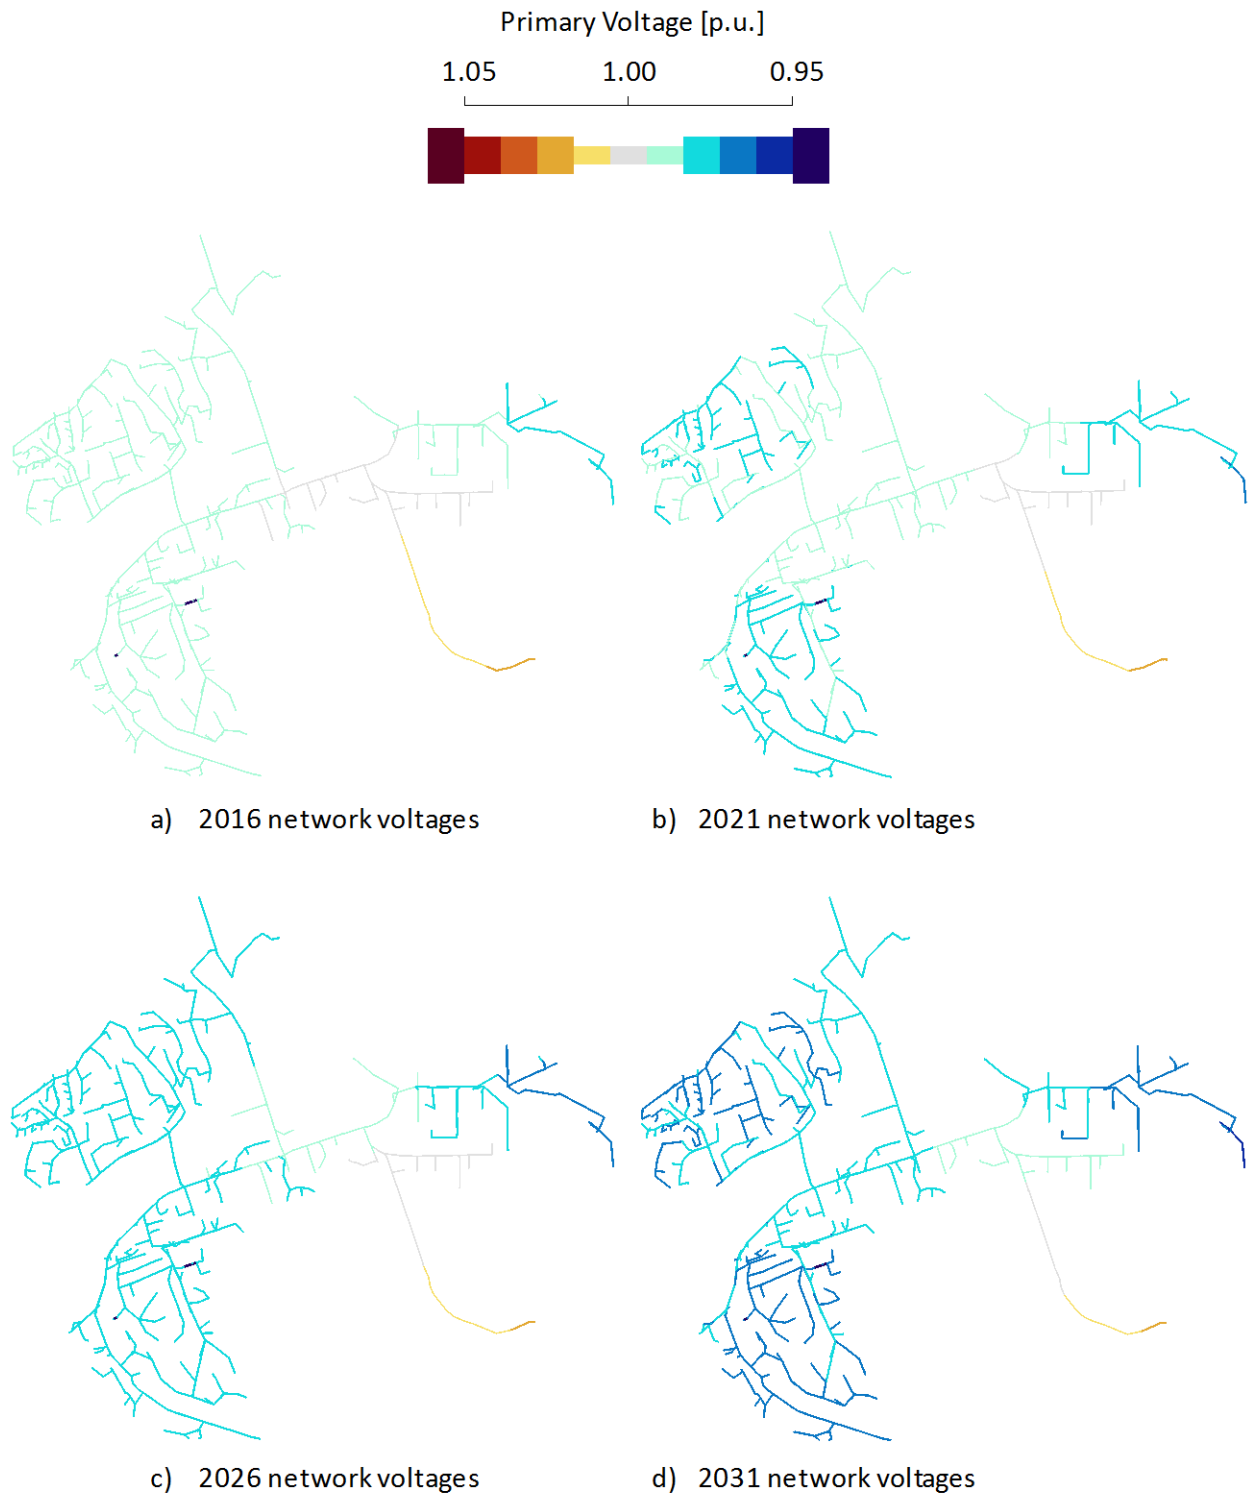 Primary Voltage [p.u.]
1.05 1.00 0.95
a) 2016 network voltages
b) 2021 network voltages
c) 2026 network voltages
d) 2031 network voltages